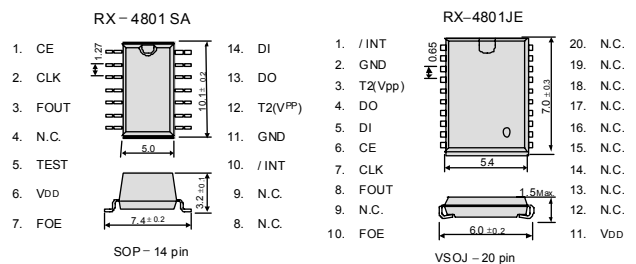 RX – 4801 SA
1. CE
2. CLK
3. FOUT
4. N.C.
5. TEST
6. VDD
7. FOE
1.27
10.1± 0.2
5.0
3.2 ±0.1
7.4 ± 0.2
14. DI
13. DO
12. T2(VPP)
11. GND
10. / INT
9. N.C.
8. N.C.
SOP – 14 pin
RX–4801JE
1. / INT
2. GND
3. T2(Vpp)
4. DO
5. DI
6. CE
7. CLK
8. FOUT
9. N.C.
10. FOE
0.65
7.0 ± 0.3
5.4
1.5Max.
6.0 ±0.2
20. N.C.
19. N.C.
18. N.C.
17. N.C.
16. N.C.
15. N.C.
14. N.C.
13. N.C.
12. N.C.
11. VDD
VSOJ – 20 pin